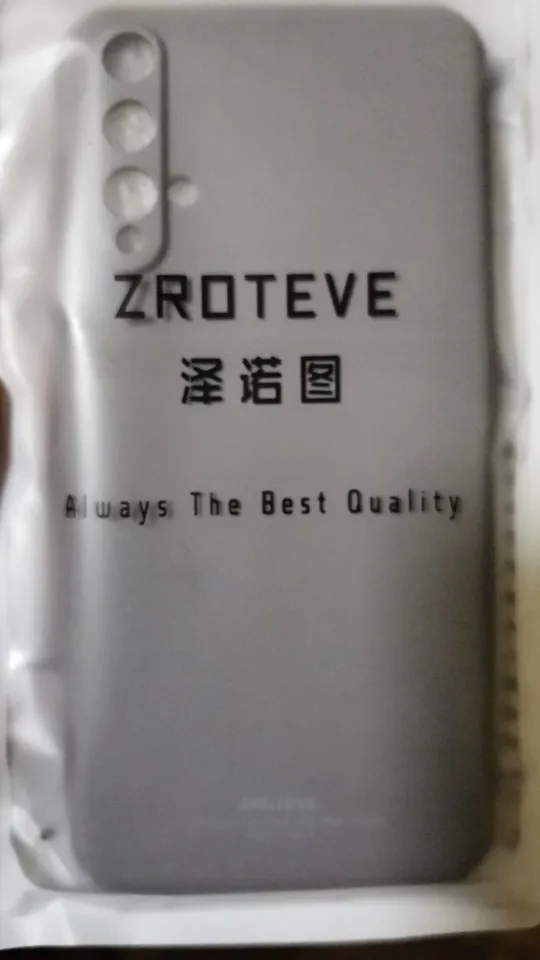 ZROTEVE
泽诺图
Always The Best Quality